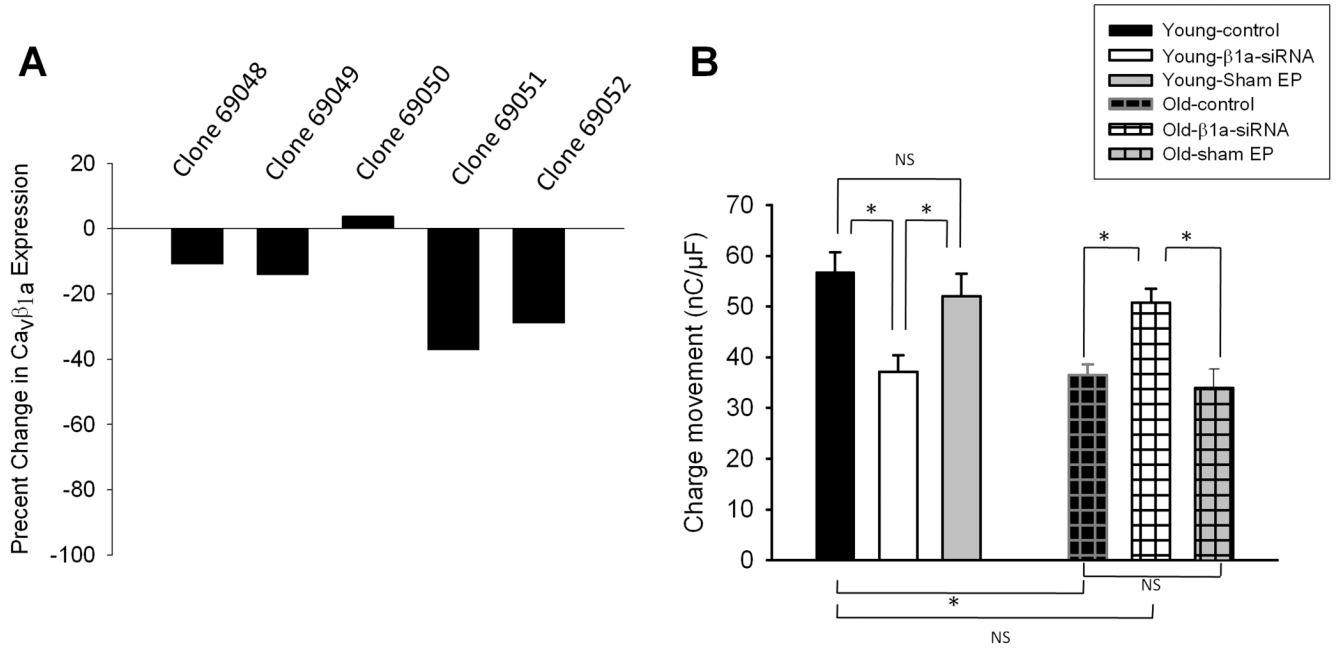 A
Clone 69048
Clone 69049
Clone 69050
Clone 69051
Clone 69052
Precent Change in Cavβ1a Expression
20
0
-20
-40
-60
-80
-100
B
Young-control
Young-β1a-siRNA
Young-Sham EP
Old-control
Old-β1a-siRNA
Old-sham EP
Charge movement (nC/µF)
70
60
50
40
30
20
10
0
NS
* *
* *
NS
*
NS